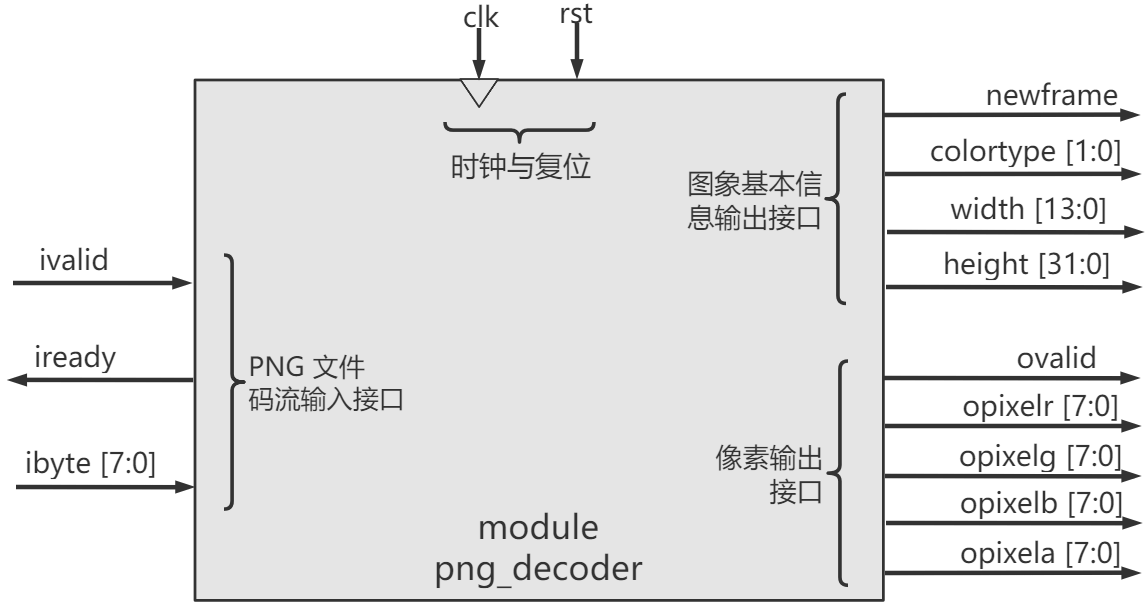 clk
rst
时钟与复位
newframe
colortype [1:0]
width [13:0]
height [31:0]
图象基本信
息输出接口
ivalid
iready
ibyte [7:0]
PNG 文件
码流输入接口
ovalid
opixelr [7:0]
opixelg [7:0]
opixelb [7:0]
opixela [7:0]
像素输出
接口
module
png_decoder